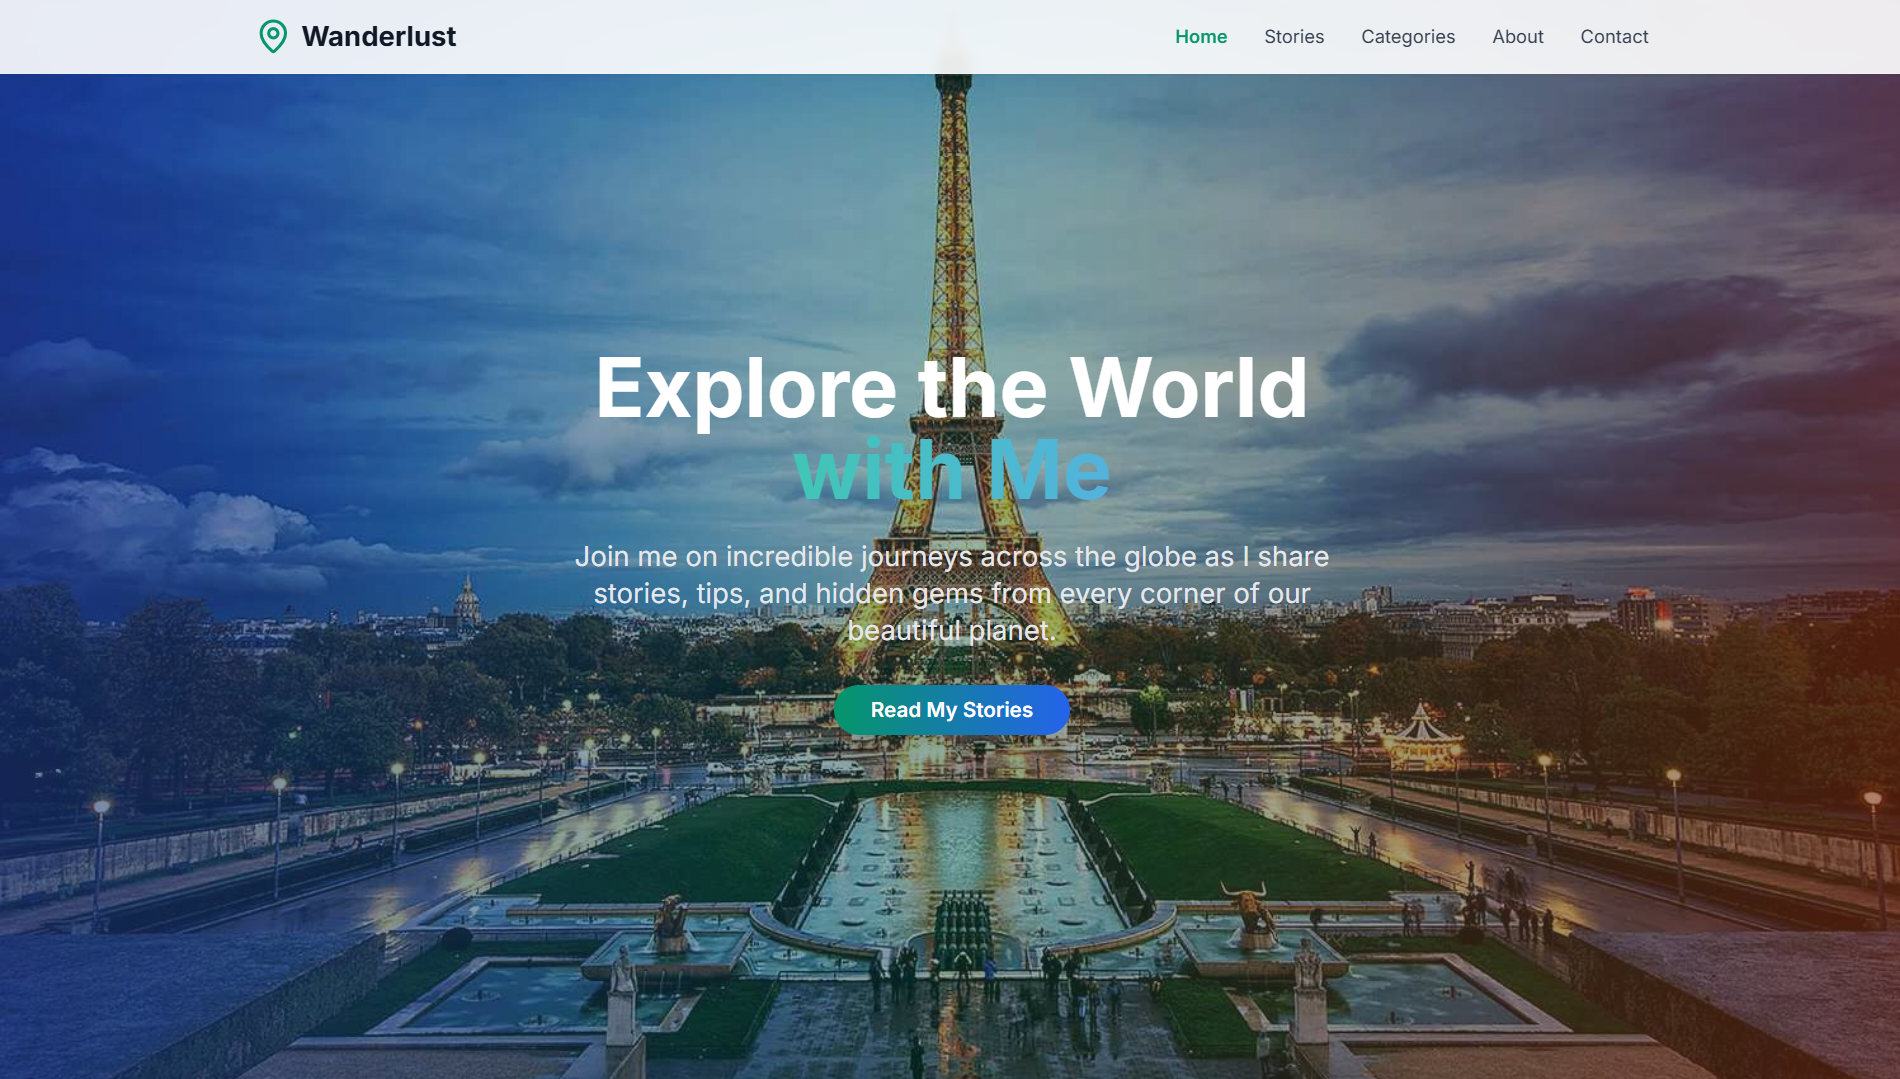 Wanderlust
Home Stories Categories About Contact
Explore the World
with Me
Join me on incredible journeys across the globe as I share
stories, tips, and hidden gems from every corner of our
beautiful planet.
Read My Stories